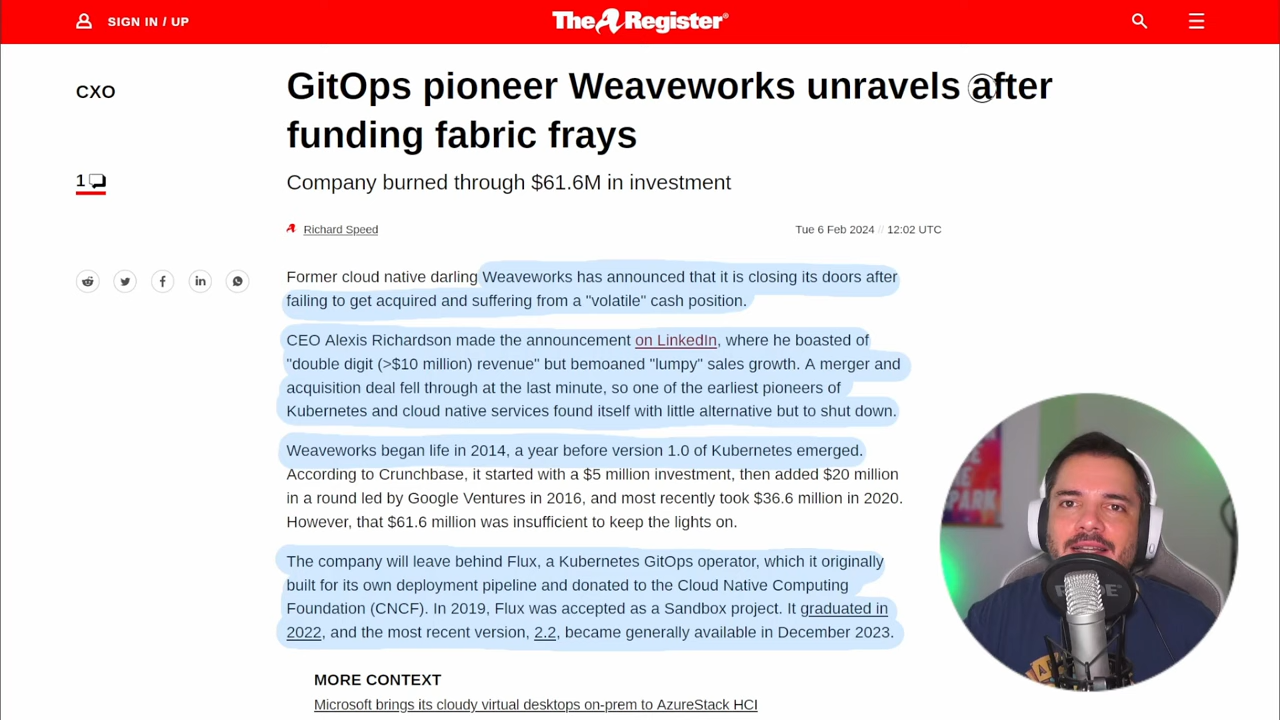 SIGN IN / UP
The Register®
CXO
GitOps pioneer Weaveworks unravels after
funding fabric frays
1
Company burned through $61.6M in investment
Richard Speed
Tue 6 Feb 2024 // 12:02 UTC
Former cloud native darling Weaveworks has announced that it is closing its doors after
failing to get acquired and suffering from a "volatile" cash position.
CEO Alexis Richardson made the announcement on LinkedIn, where he boasted of
"double digit (>$10 million) revenue" but bemoaned "lumpy" sales growth. A merger and
acquisition deal fell through at the last minute, so one of the earliest pioneers of
Kubernetes and cloud native services found itself with little alternative but to shut down.
Weaveworks began life in 2014, a year before version 1.0 of Kubernetes emerged.
According to Crunchbase, it started with a $5 million investment, then added $20 million
in a round led by Google Ventures in 2016, and most recently took $36.6 million in 2020.
However, that $61.6 million was insufficient to keep the lights on.
The company will leave behind Flux, a Kubernetes GitOps operator, which it originally
built for its own deployment pipeline and donated to the Cloud Native Computing
Foundation (CNCF). In 2019, Flux was accepted as a Sandbox project. It graduated in
2022, and the most recent version, 2.2, became generally available in December 2023.
MORE CONTEXT
Microsoft brings its cloudy virtual desktops on-prem to AzureStack HCI